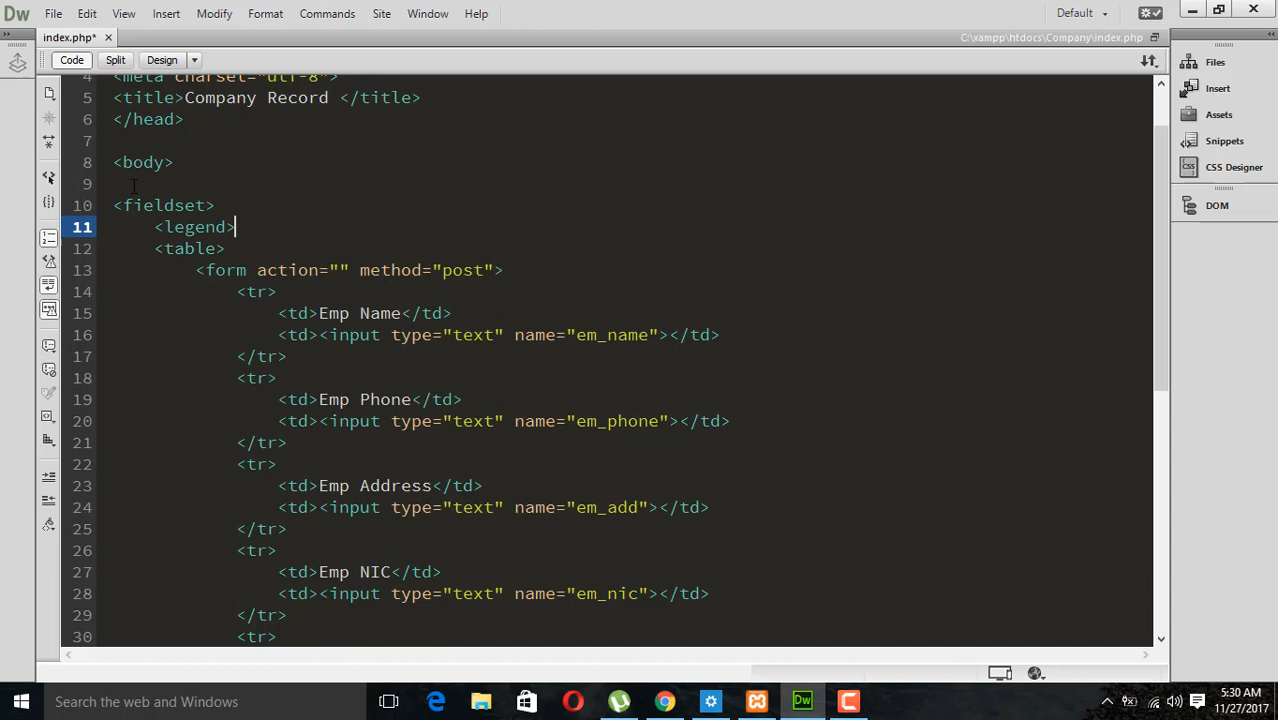 Dw File Edit View Insert Modify Format Commands Site Window Help Default
index.php* × C:\xampp\htdocs\Company\index.php
Code Split Design
Files
Insert
Assets
Snippets
CSS Designer
DOM
4 <meta charset="utf-8">
5 <title>Company Record </title>
6 </head>
7
8 <body>
9
10 <fieldset>
11 <legend>
12 <table>
13 <form action="" method="post">
14 <tr>
15 <td>Emp Name</td>
16 <td><input type="text" name="em_name"></td>
17 </tr>
18 <tr>
19 <td>Emp Phone</td>
20 <td><input type="text" name="em_phone"></td>
21 </tr>
22 <tr>
23 <td>Emp Address</td>
24 <td><input type="text" name="em_add"></td>
25 </tr>
26 <tr>
27 <td>Emp NIC</td>
28 <td><input type="text" name="em_nic"></td>
29 </tr>
30 <tr>
Search the web and Windows Dw 5:30 AM
11/27/2017